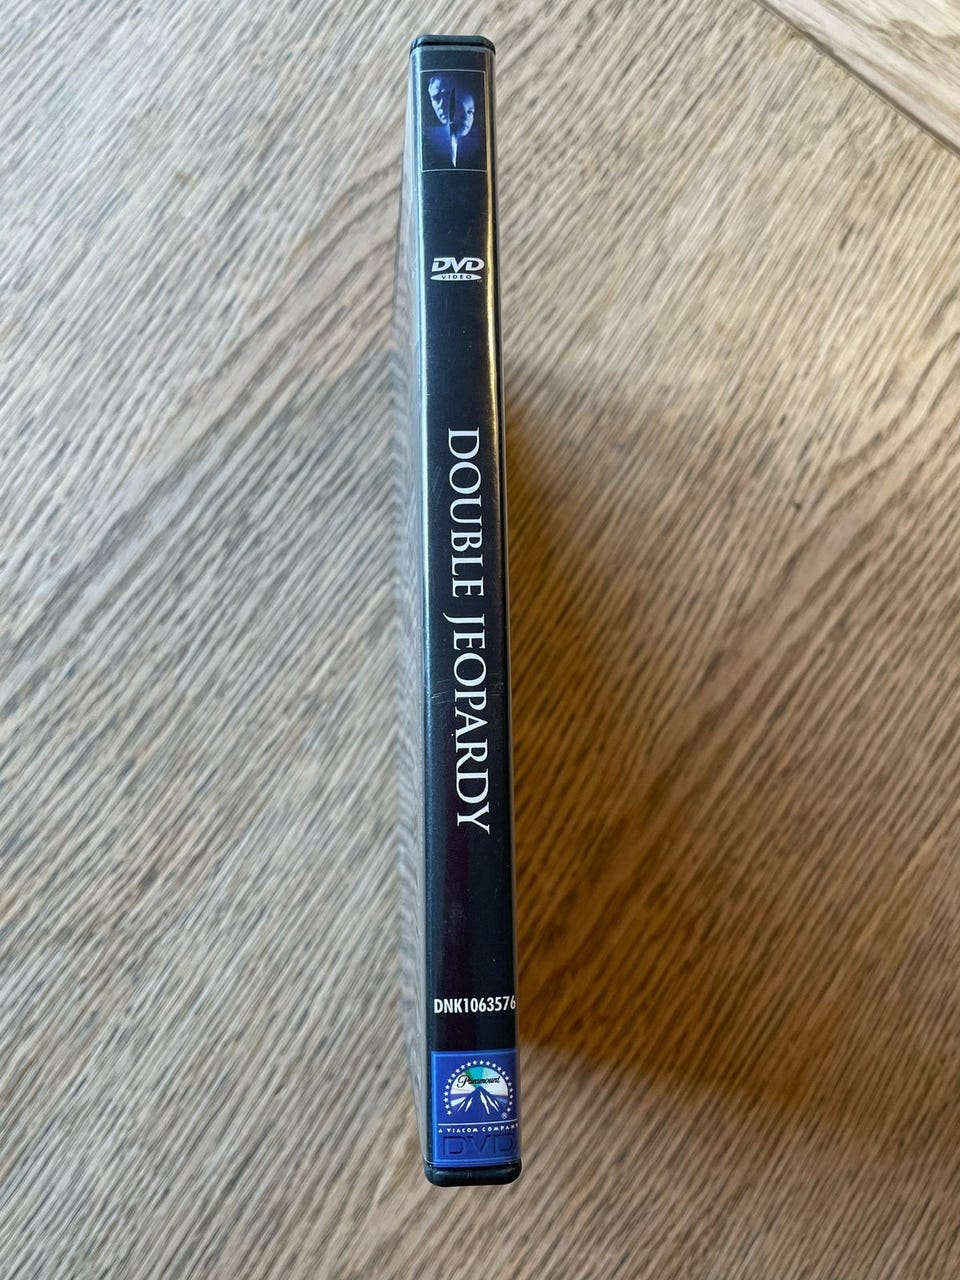 DVD
VIDEO
DOUBLE JEOPARDY
DNK1063576
Paramount
A VIACOM COMPANY
DVD